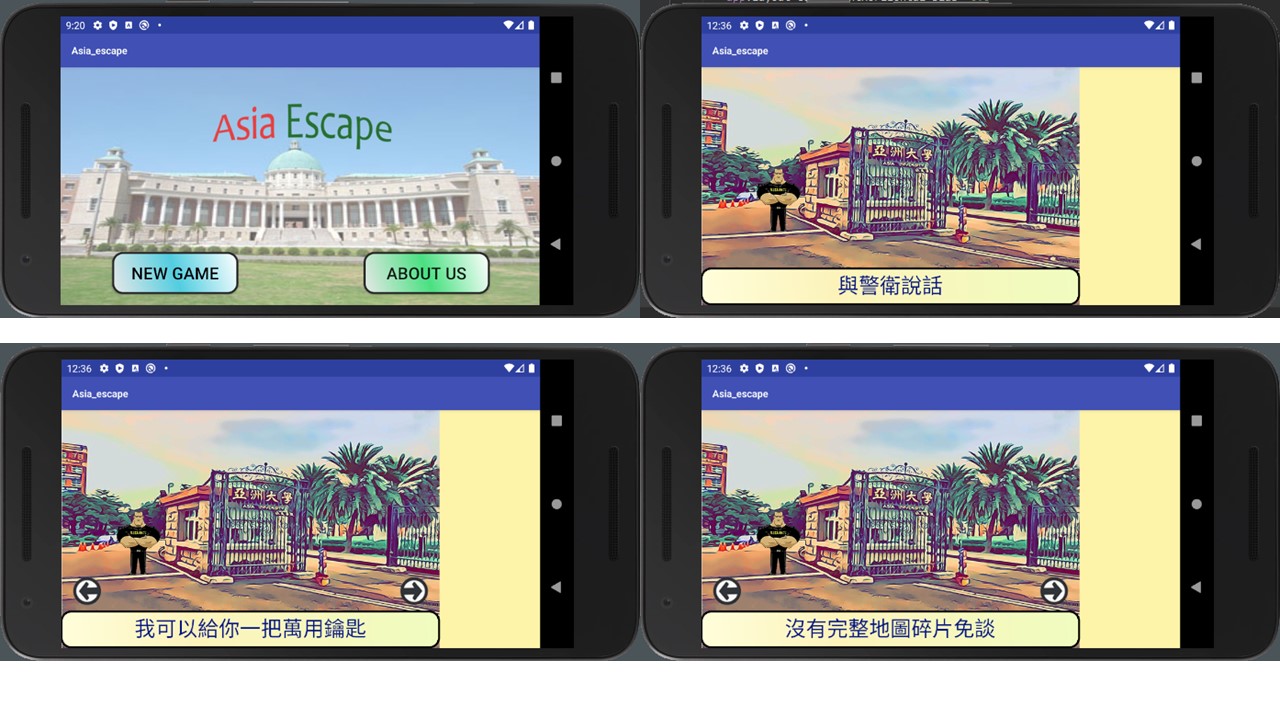 9:20
Asia_escape
Asia Escape
NEW GAME
ABOUT US
12:36
Asia_escape
亞洲大學
與警衛說話
12:36
Asia_escape
亞洲大學
我可以給你一把萬用鑰匙
12:36
Asia_escape
亞洲大學
沒有完整地圖碎片免談